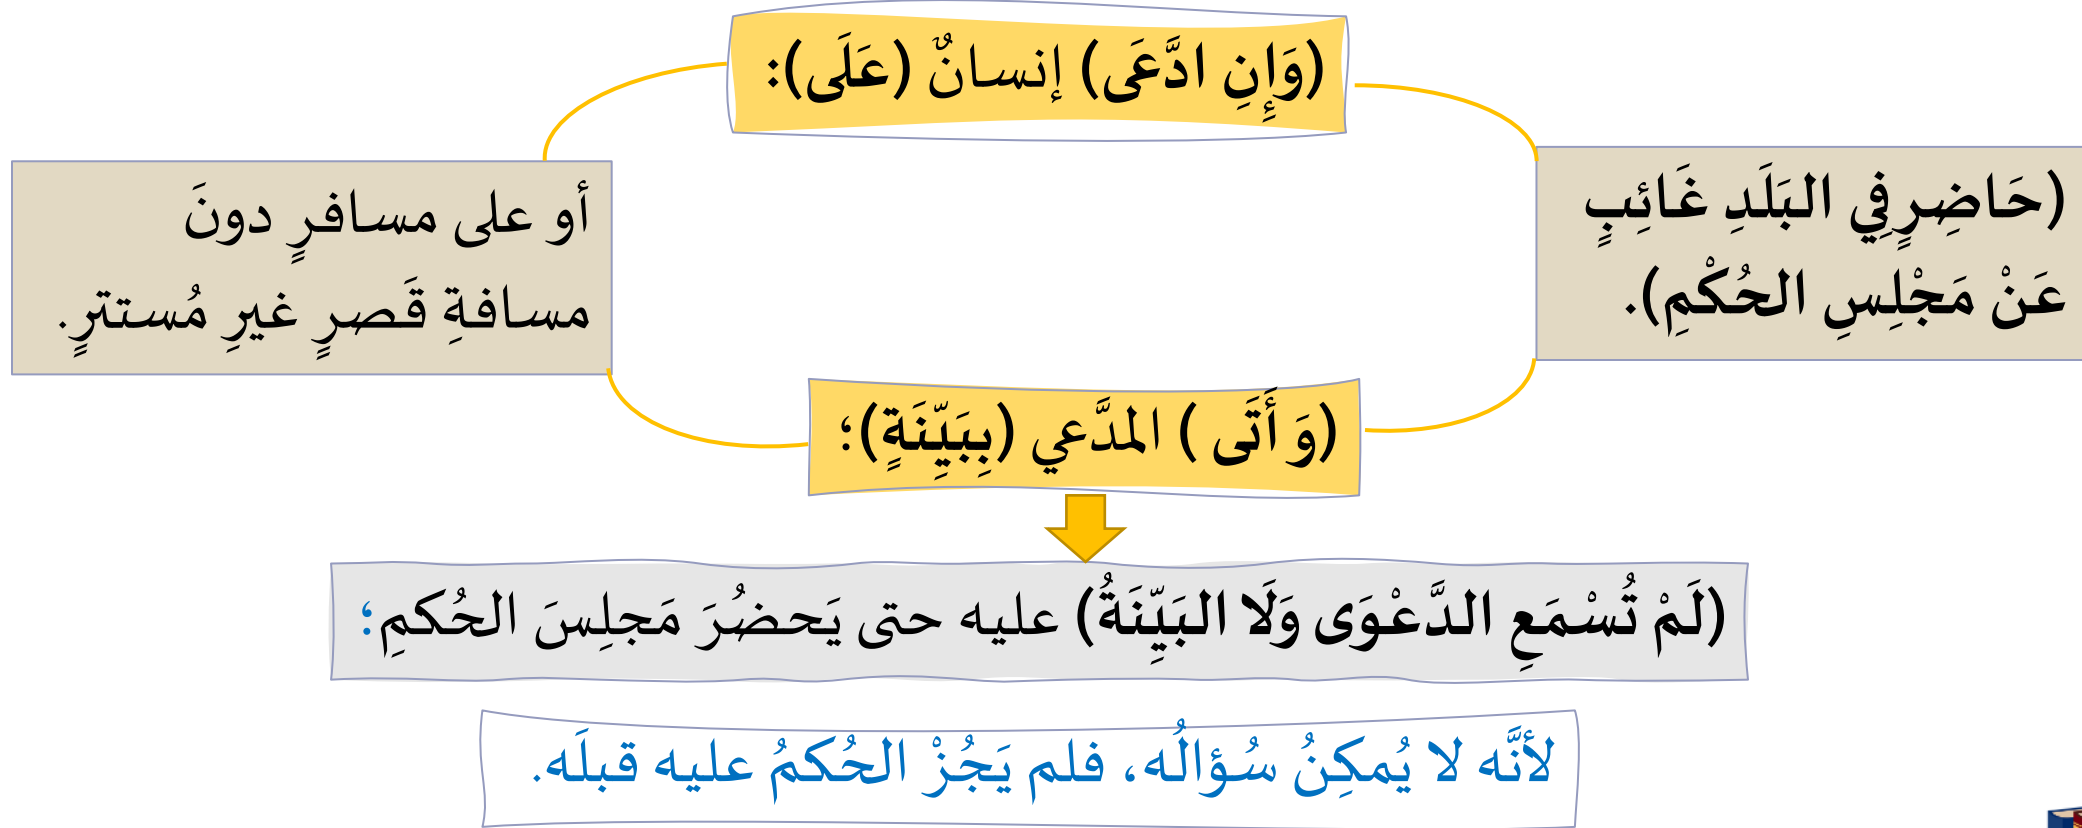 (وَإِنِ ادَّعَى) إنسانٌ (عَلَى):
(حَاضِرٍ فِي البَلَدِ غَائِبٍ
عَنْ مَجْلِسِ الحُكْمِ).
أو على مسافرٍ دونَ
مسافةِ قَصرٍ غيرِ مُستترٍ.
(وَ أَتَى ) المدَّعي (بِبَيِّنَةٍ)؛
(لَمْ تُسْمَعِ الدَّعْوَى وَلَا البَيِّنَةُ) عليه حتى يَحضُرَ مَجلِسَ الحُكمِ؛
لأنَّه لا يُمكِنُ سُؤالُه، فلم يَجُزْ الحُكمُ عليه قبلَه.